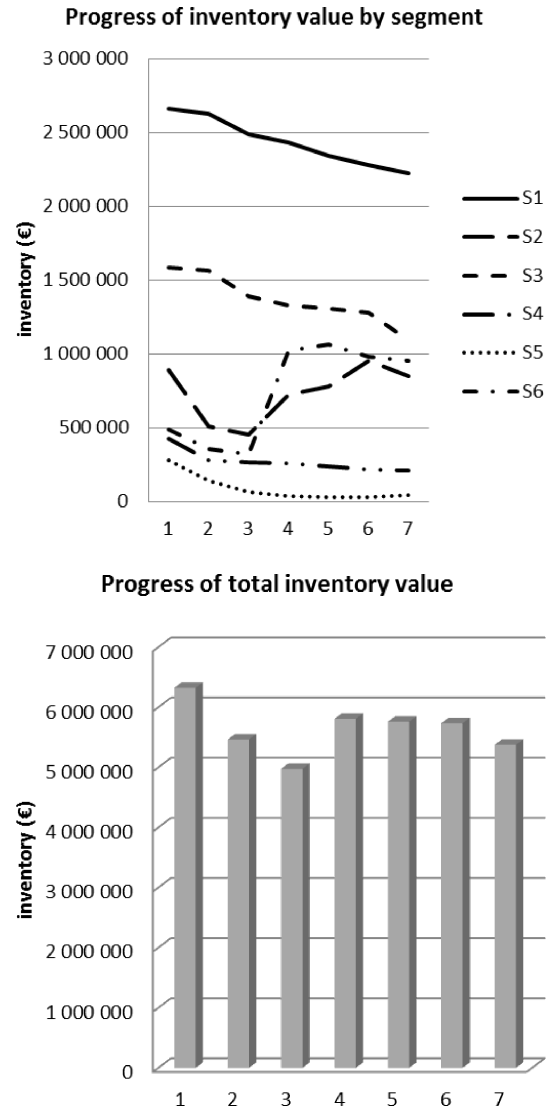 Progress of inventory value by segment
3 000 000
2 500 000
2 000 000
1 500 000
1 000 000
500 000
0
inventory (€)
1 2 3 4 5 6 7
S1
S2
S3
S4
S5
S6
Progress of total inventory value
7 000 000
6 000 000
5 000 000
4 000 000
3 000 000
2 000 000
1 000 000
0
inventory (€)
1 2 3 4 5 6 7